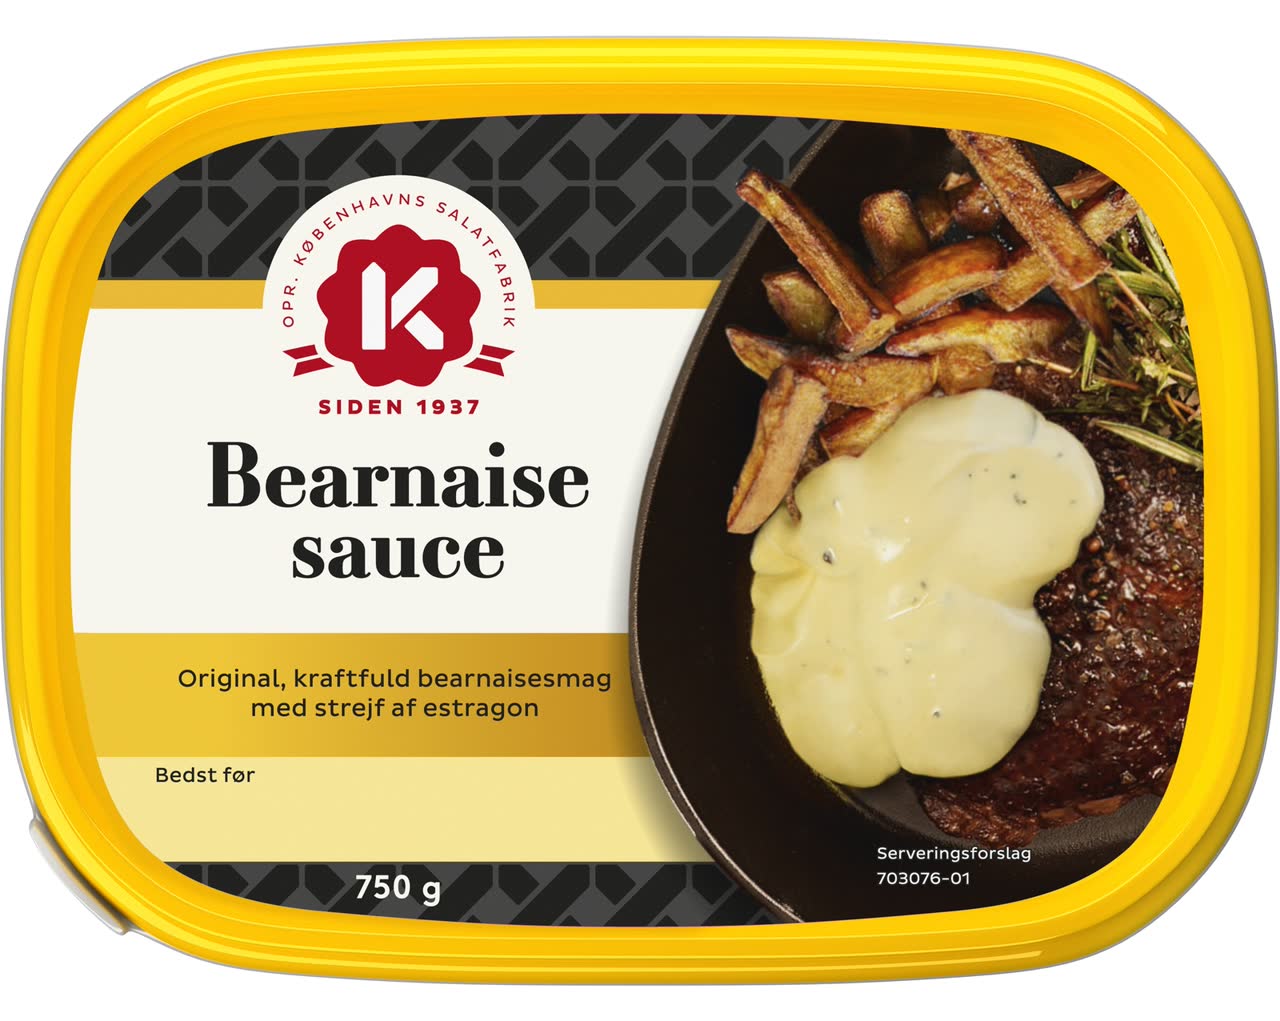 OPR. KØBENHAVNS SALATFABRIK
K
SIDEN 1937
Bearnaise
sauce
Original, kraftfuld bearnaisesmag
med strejf af estragon
Bedst før
750 g
Serveringsforslag
703076-01